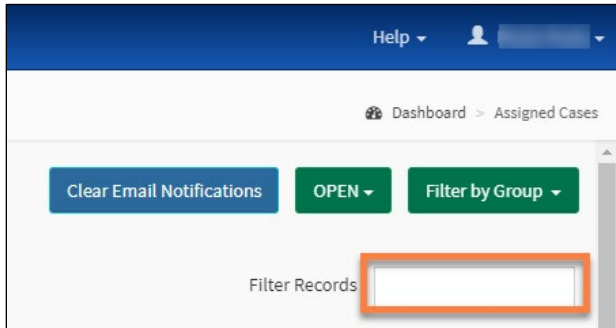 Help
Dashboard > Assigned Cases
Clear Email Notifications OPEN Filter by Group
Filter Records